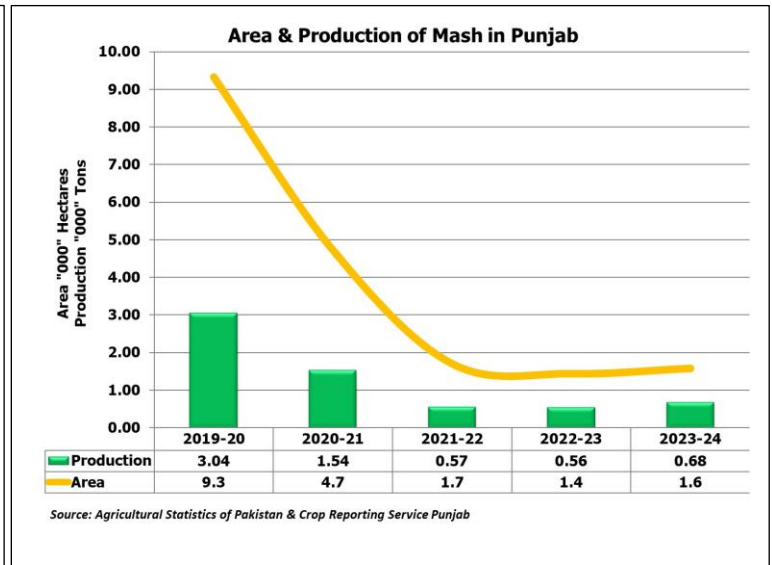 Area & Production of Mash in Punjab
10.00
9.00
8.00
7.00
6.00
5.00
4.00
3.00
2.00
1.00
0.00
Area "000" Hectares
Production "000" Tons
2019-20 2020-21 2021-22 2022-23 2023-24
Production 3.04 1.54 0.57 0.56 0.68
Area 9.3 4.7 1.7 1.4 1.6
Source: Agricultural Statistics of Pakistan & Crop Reporting Service Punjab